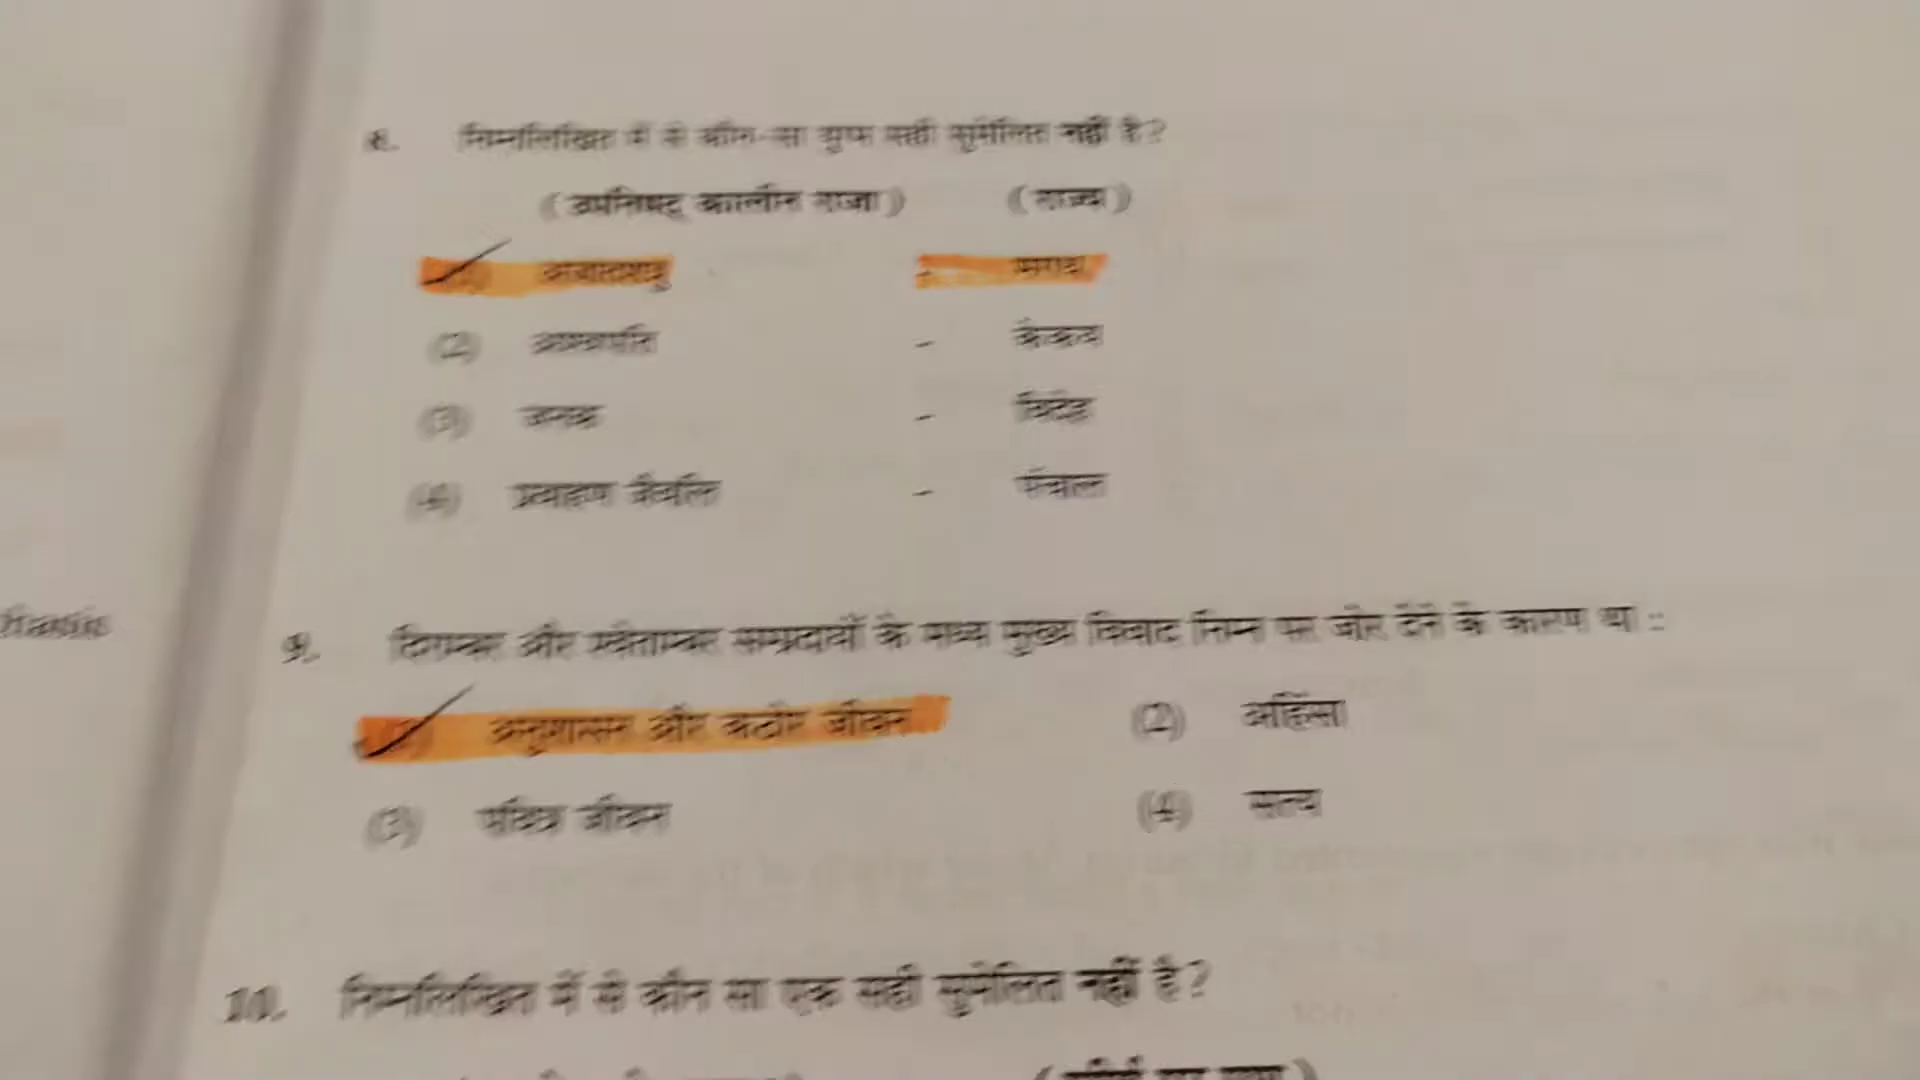 8. निम्नलिखित में से कौन-सा युग्म सही सुमेलित नहीं है?
(उपनिषद् कालीन राजा) (राज्य)
अजातशत्रु - मगध
(2) अश्वपति - केकय
(3) जनक - विदेह
(4) प्रवाहण जैबलि - पंचाल
9. दिगम्बर और श्वेताम्बर सम्प्रदायों के मध्य मुख्य विवाद निम्न पर जोर देने के कारण था :
अनुशासन और कठोर जीवन (2) अहिंसा
(3) पवित्र जीवन (4) सत्य
10. निम्नलिखित में से कौन सा एक सही सुमेलित नहीं है?